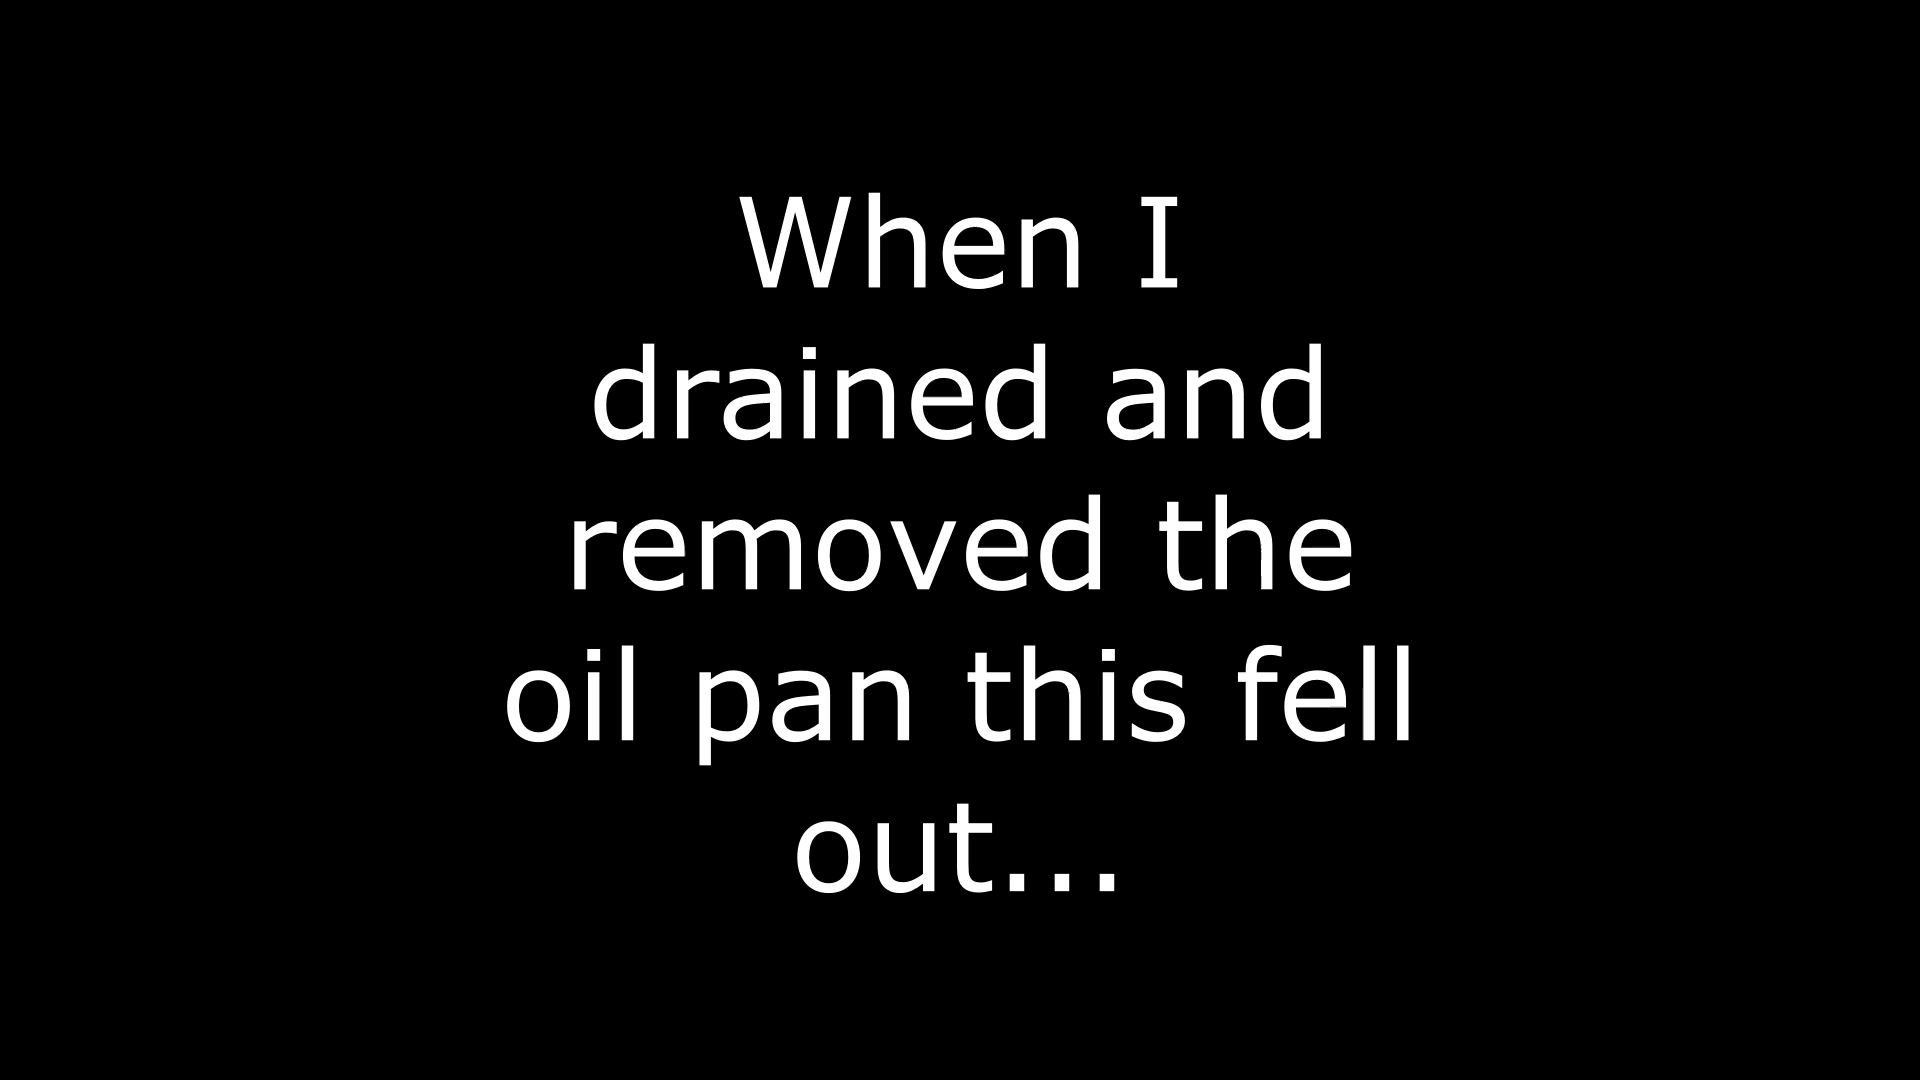 When I
drained and
removed the
oil pan this fell
out...